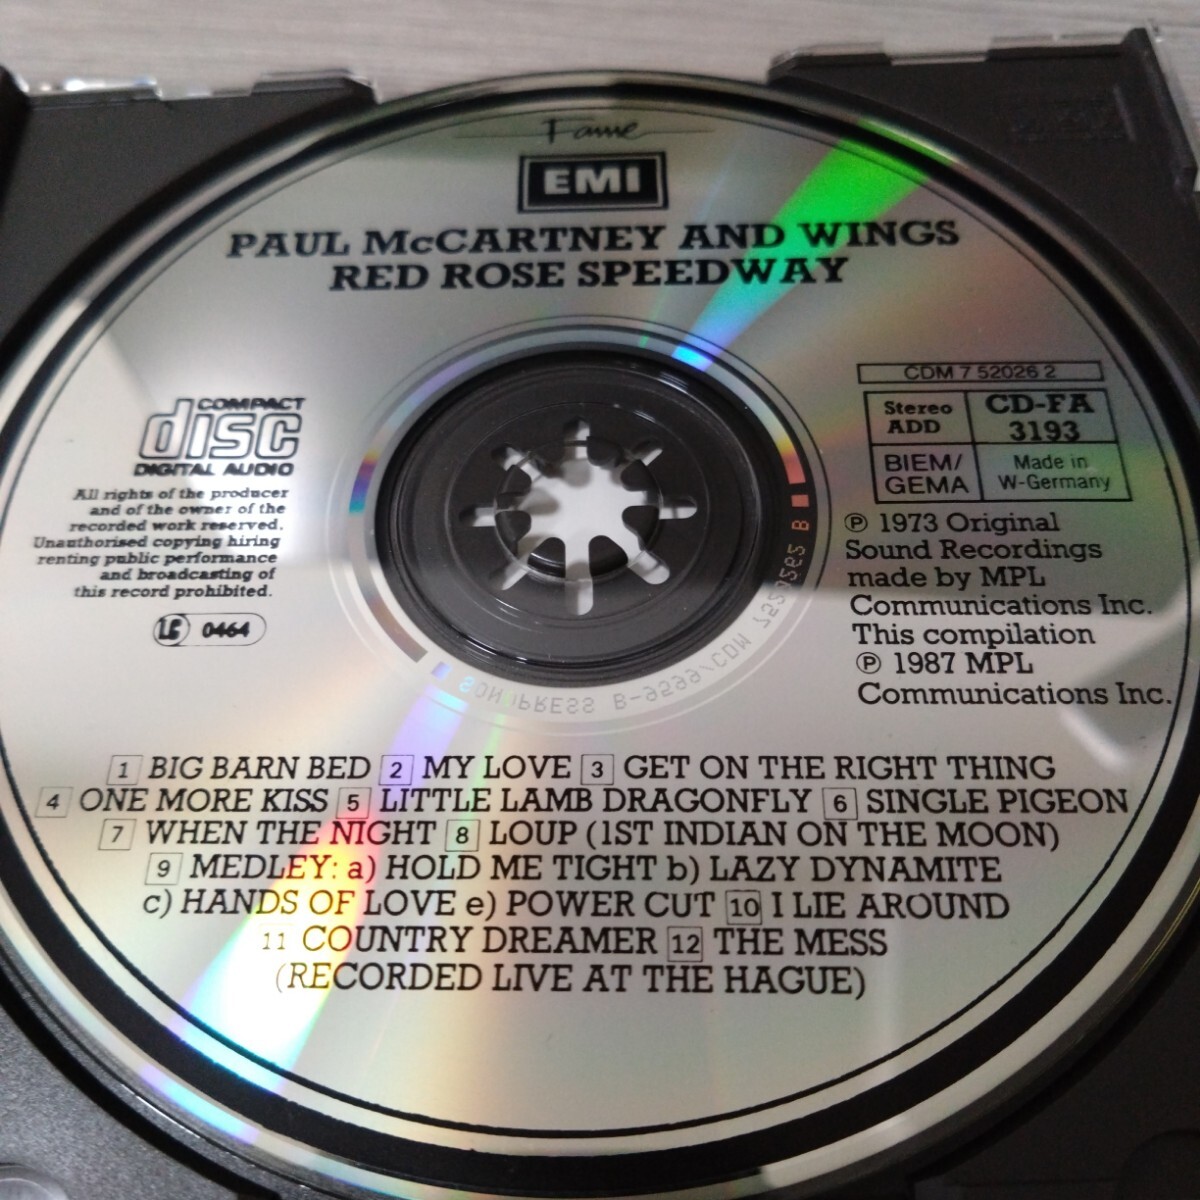 Fame
EMI
PAUL McCARTNEY AND WINGS
RED ROSE SPEEDWAY
COMPACT
disc
DIGITAL AUDIO
All rights of the producer
and of the owner of the
recorded work reserved.
Unauthorised copying hiring
renting public performance
and broadcasting of
this record prohibited.
LC 0464
CDM 7 52026 2
Stereo
ADD
CD-FA
3193
BIEM/
GEMA
Made in
W-Germany
℗ 1973 Original
Sound Recordings
made by MPL
Communications Inc.
This compilation
℗ 1987 MPL
Communications Inc.
SONOPRESS B-9599/CDM 7520262 B
1 BIG BARN BED 2 MY LOVE 3 GET ON THE RIGHT THING
4 ONE MORE KISS 5 LITTLE LAMB DRAGONFLY 6 SINGLE PIGEON
7 WHEN THE NIGHT 8 LOUP (1ST INDIAN ON THE MOON)
9 MEDLEY: a) HOLD ME TIGHT b) LAZY DYNAMITE
c) HANDS OF LOVE e) POWER CUT 10 I LIE AROUND
11 COUNTRY DREAMER 12 THE MESS
(RECORDED LIVE AT THE HAGUE)